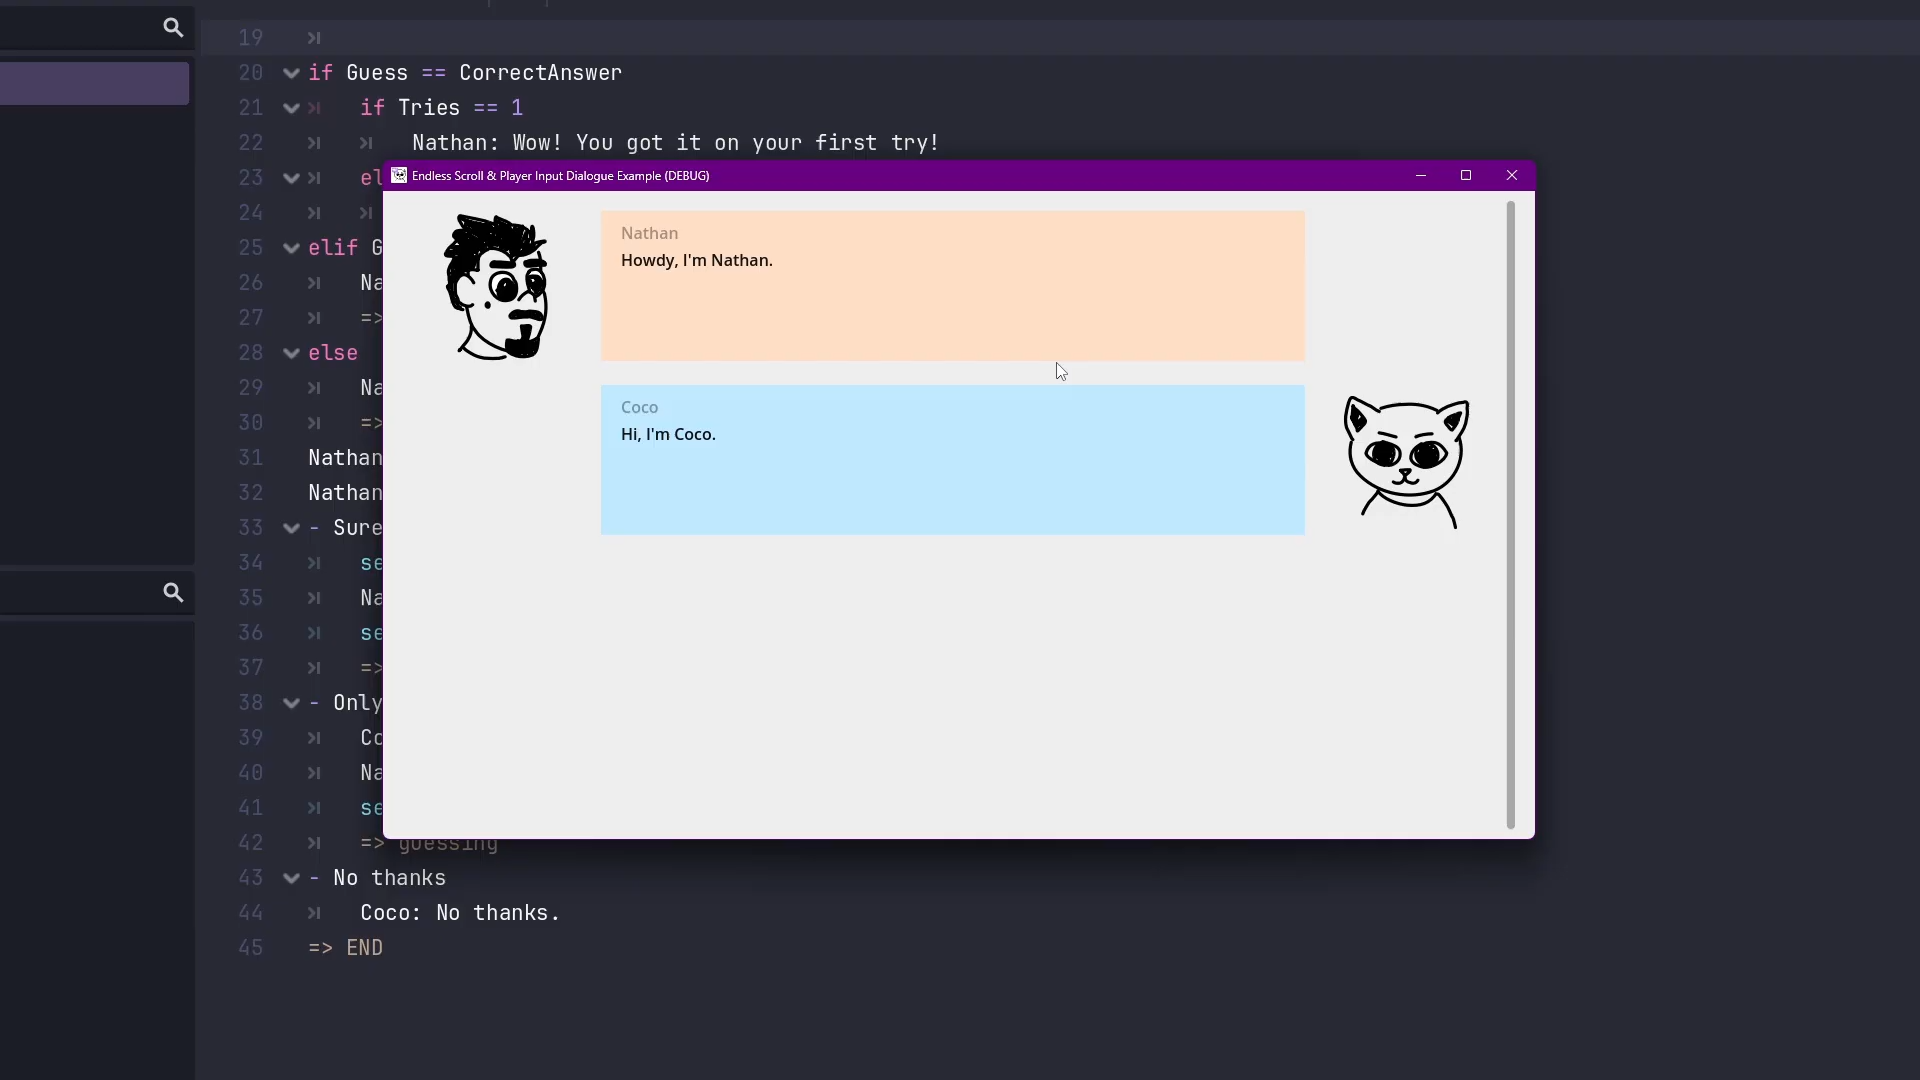 19
20 if Guess == CorrectAnswer
21 if Tries == 1
22 Nathan: Wow! You got it on your first try!
23 el
24
25 elif G
26 Na
27 =>
28 else
29 Na
30 =>
31 Nathan
32 Nathan
33 - Sure
34 se
35 Na
36 se
37 =>
38 - Only
39 Co
40 Na
41 se
42 => guessing
43 - No thanks
44 Coco: No thanks.
45 => END
Endless Scroll & Player Input Dialogue Example (DEBUG)
Nathan
Howdy, I'm Nathan.
Coco
Hi, I'm Coco.